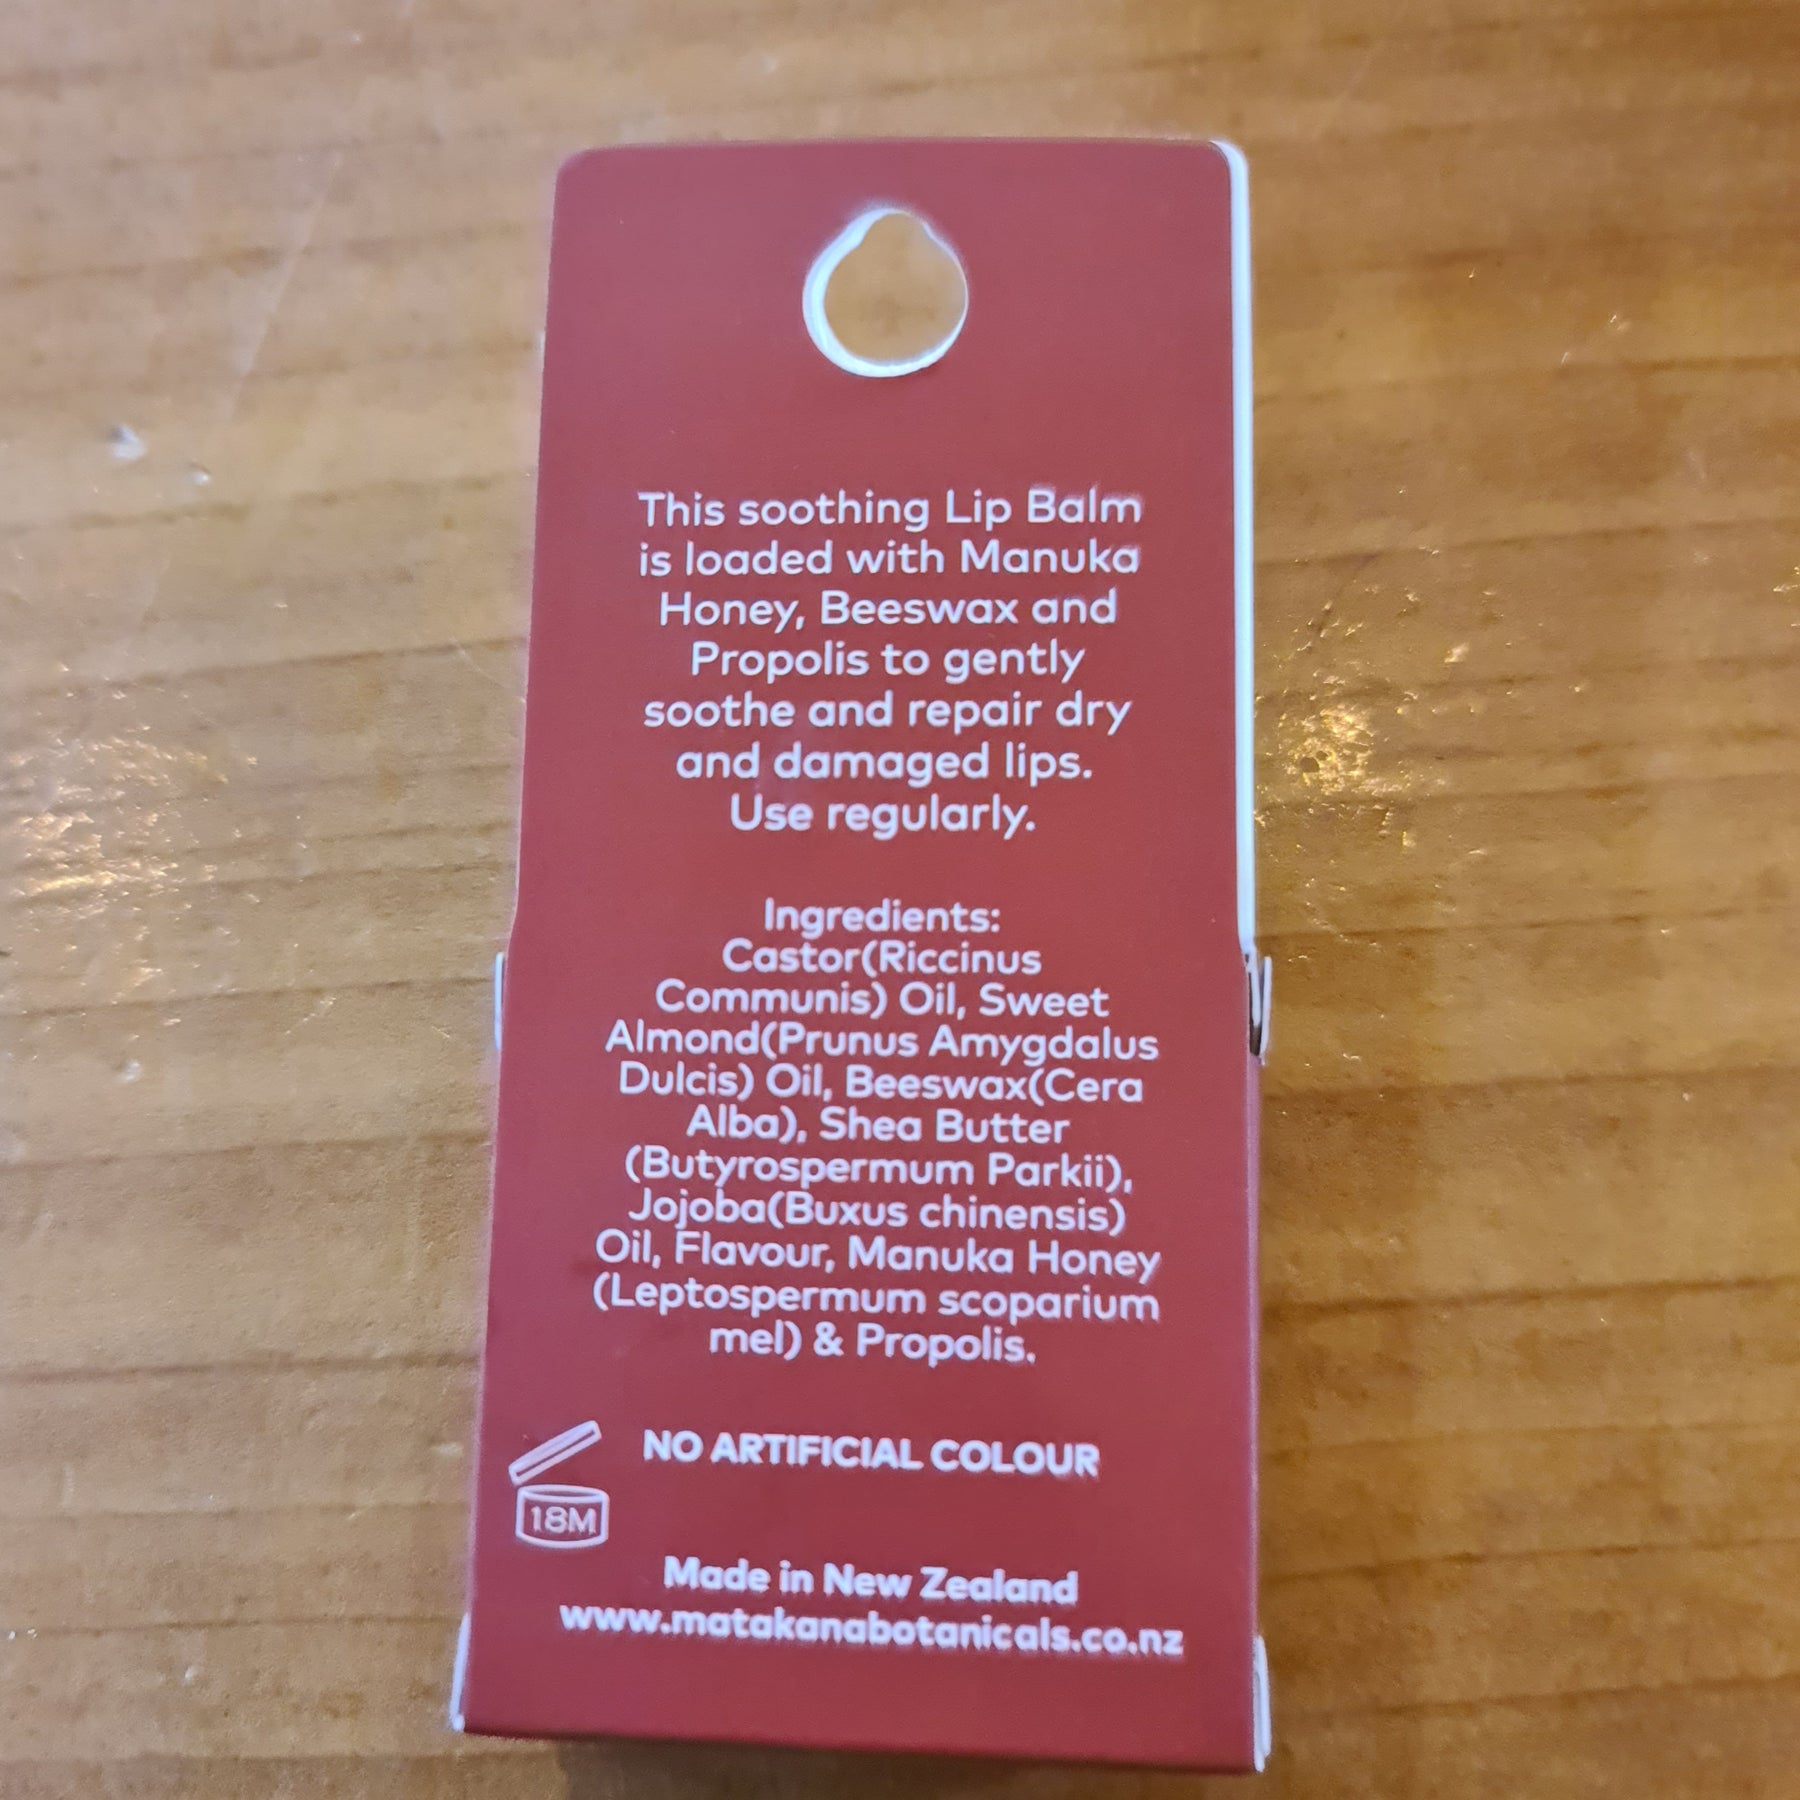 This soothing Lip Balm
is loaded with Manuka
Honey, Beeswax and
Propolis to gently
soothe and repair dry
and damaged lips.
Use regularly.
Ingredients:
Castor(Riccinus
Communis) Oil, Sweet
Almond(Prunus Amygdalus
Dulcis) Oil, Beeswax(Cera
Alba), Shea Butter
(Butyrospermum Parkii),
Jojoba(Buxus chinensis)
Oil, Flavour, Manuka Honey
(Leptospermum scoparium
mel) & Propolis.
NO ARTIFICIAL COLOUR
18M
Made in New Zealand
www.matakanabotanicals.co.nz